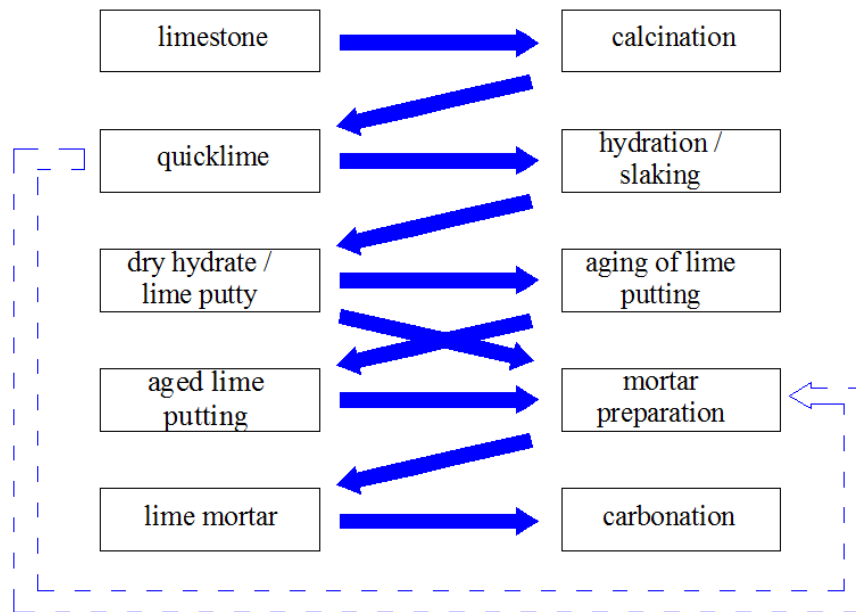 limestone
calcination
quicklime
hydration /
slaking
dry hydrate /
lime putty
aging of lime
putting
aged lime
putting
mortar
preparation
lime mortar
carbonation